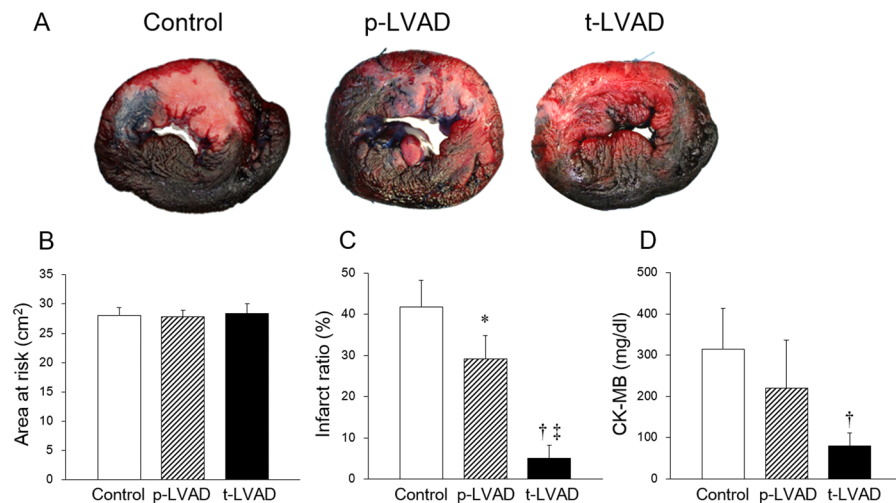 A
Control
p-LVAD
t-LVAD
B
Area at risk (cm²)
35
30
25
20
15
10
5
0
Control p-LVAD t-LVAD
C
Infarct ratio (%)
50
40
30
20
10
0
*
† ‡
Control p-LVAD t-LVAD
D
CK-MB (mg/dl)
500
400
300
200
100
0
†
Control p-LVAD t-LVAD